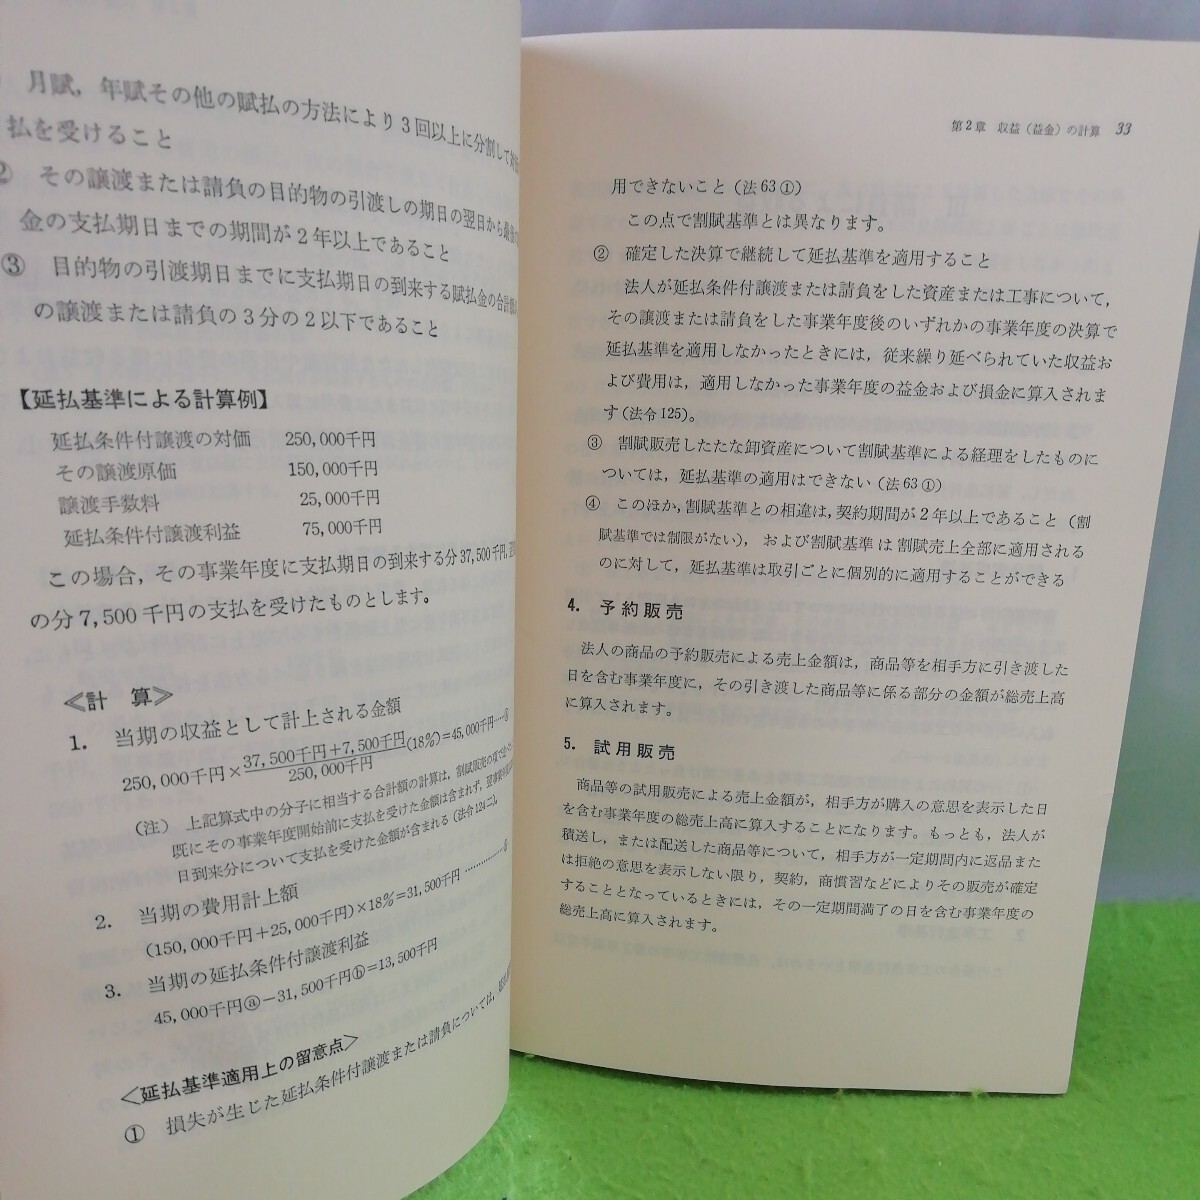 月賦，年賦その他の賦払の方法により3回以上に分割して
払を受けること
その譲渡または請負の目的物の引渡しの期日の翌日から最後
金の支払期日までの期間が2年以上であること
③ 目的物の引渡期日までに支払期日の到来する賦払金の合計額
の譲渡または請負の3分の2以下であること
【延払基準による計算例】
延払条件付譲渡の対価 250,000千円
その譲渡原価 150,000千円
譲渡手数料 25,000千円
延払条件付譲渡利益 75,000千円
この場合，その事業年度に支払期日の到来する分37,500千円，
の分7,500千円の支払を受けたものとします。
≪計 算≫
1. 当期の収益として計上される金額
250,000千円×37,500千円+7,500千円/250,000千円(18%)=45,000千円…ⓐ
(注) 上記算式中の分子に相当する合計額の計算は，割賦販売の項で述べ
既にその事業年度開始前に支払を受けた金額は含まれず，翌事業年度
日到来分について支払を受けた金額が含まれる(法令124二)。
2. 当期の費用計上額
(150,000千円+25,000千円)×18%=31,500千円………………ⓑ
3. 当期の延払条件付譲渡利益
45,000千円ⓐ−31,500千円ⓑ=13,500千円
＜延払基準適用上の留意点＞
① 損失が生じた延払条件付譲渡または請負については，
第2章 収益（益金）の計算 33
用できないこと（法63①）
この点で割賦基準とは異なります。
② 確定した決算で継続して延払基準を適用すること
法人が延払条件付譲渡または請負をした資産または工事について，
その譲渡または請負をした事業年度後のいずれかの事業年度の決算で
延払基準を適用しなかったときには，従来繰り延べられていた収益お
よび費用は，適用しなかった事業年度の益金および損金に算入されま
す（法令125）。
③ 割賦販売したたな卸資産について割賦基準による経理をしたものに
ついては，延払基準の適用はできない（法63①）
④ このほか，割賦基準との相違は，契約期間が2年以上であること（割
賦基準では制限がない），および割賦基準は割賦売上全部に適用される
のに対して，延払基準は取引ごとに個別的に適用することができる
4. 予約販売
法人の商品の予約販売による売上金額は，商品等を相手方に引き渡した
日を含む事業年度に，その引き渡した商品等に係る部分の金額が総売上高
に算入されます。
5. 試用販売
商品等の試用販売による売上金額が，相手方が購入の意思を表示した日
を含む事業年度の総売上高に算入することになります。もっとも，法人が
積送し，または配送した商品等について，相手方が一定期間内に返品また
は拒絶の意思を表示しない限り，契約，商慣習などによりその販売が確定
することとなっているときには，その一定期間満了の日を含む事業年度の
総売上高に算入されます。